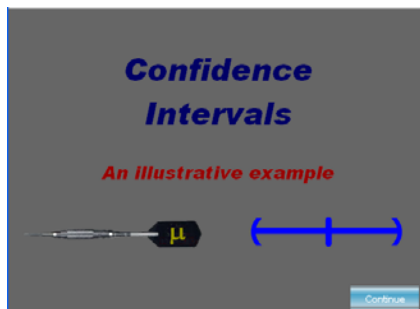 Confidence
Intervals
An illustrative example
μ
Continue